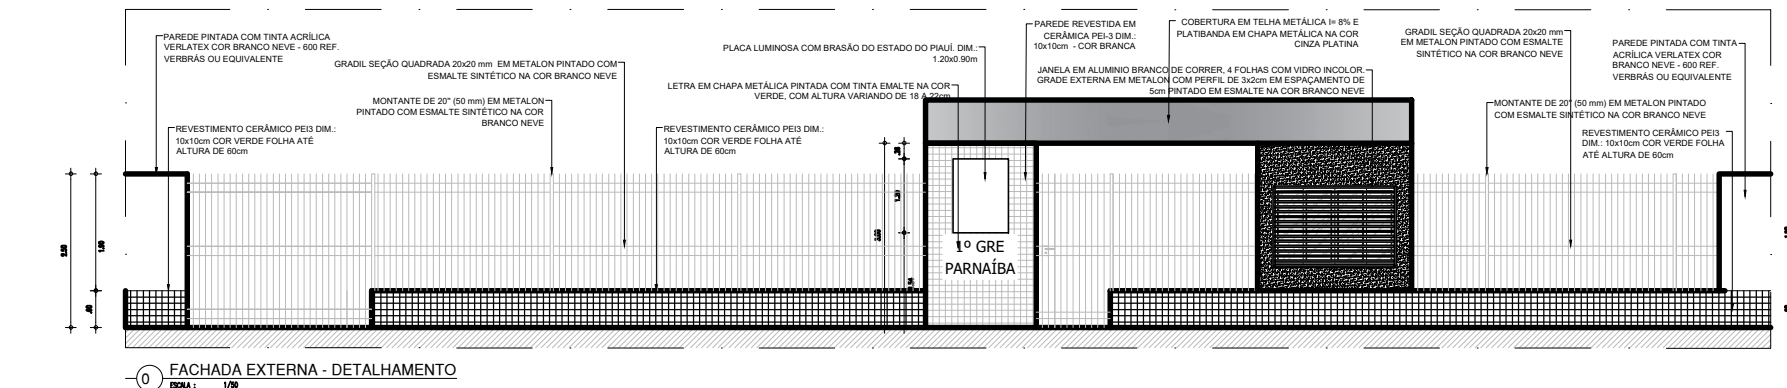 PAREDE PINTADA COM TINTA ACRÍLICA
VERLATEX COR BRANCO NEVE - 600 REF.
VERBRÁS OU EQUIVALENTE
GRADIL SEÇÃO QUADRADA 20x20 mm EM METALON PINTADO COM
ESMALTE SINTÉTICO NA COR BRANCO NEVE
MONTANTE DE 20" (50 mm) EM METALON
PINTADO COM ESMALTE SINTÉTICO NA COR
BRANCO NEVE
REVESTIMENTO CERÂMICO PEI3 DIM.:
10x10cm COR VERDE FOLHA ATÉ
ALTURA DE 60cm
REVESTIMENTO CERÂMICO PEI3 DIM.:
10x10cm COR VERDE FOLHA ATÉ
ALTURA DE 60cm
PLACA LUMINOSA COM BRASÃO DO ESTADO DO PIAUÍ. DIM.:
1.20x0.90m
LETRA EM CHAPA METÁLICA PINTADA COM TINTA EMALTE NA COR
VERDE, COM ALTURA VARIANDO DE 18 A 22cm
PAREDE REVESTIDA EM
CERÂMICA PEI-3 DIM.:
10x10cm - COR BRANCA
COBERTURA EM TELHA METÁLICA I= 8% E
PLATIBANDA EM CHAPA METÁLICA NA COR
CINZA PLATINA
JANELA EM ALUMINIO BRANCO DE CORRER, 4 FOLHAS COM VIDRO INCOLOR.
GRADE EXTERNA EM METALON COM PERFIL DE 3x2cm EM ESPAÇAMENTO DE
5cm PINTADO EM ESMALTE NA COR BRANCO NEVE
GRADIL SEÇÃO QUADRADA 20x20 mm
EM METALON PINTADO COM ESMALTE
SINTÉTICO NA COR BRANCO NEVE
PAREDE PINTADA COM TINTA
ACRÍLICA VERLATEX COR
BRANCO NEVE - 600 REF.
VERBRÁS OU EQUIVALENTE
MONTANTE DE 20" (50 mm) EM METALON PINTADO
COM ESMALTE SINTÉTICO NA COR BRANCO NEVE
REVESTIMENTO CERÂMICO PEI3
DIM.: 10x10cm COR VERDE FOLHA
ATÉ ALTURA DE 60cm
2.50
1.90
.60
1.20
1º GRE
PARNAÍBA
0
FACHADA EXTERNA - DETALHAMENTO
ESCALA : 1/50